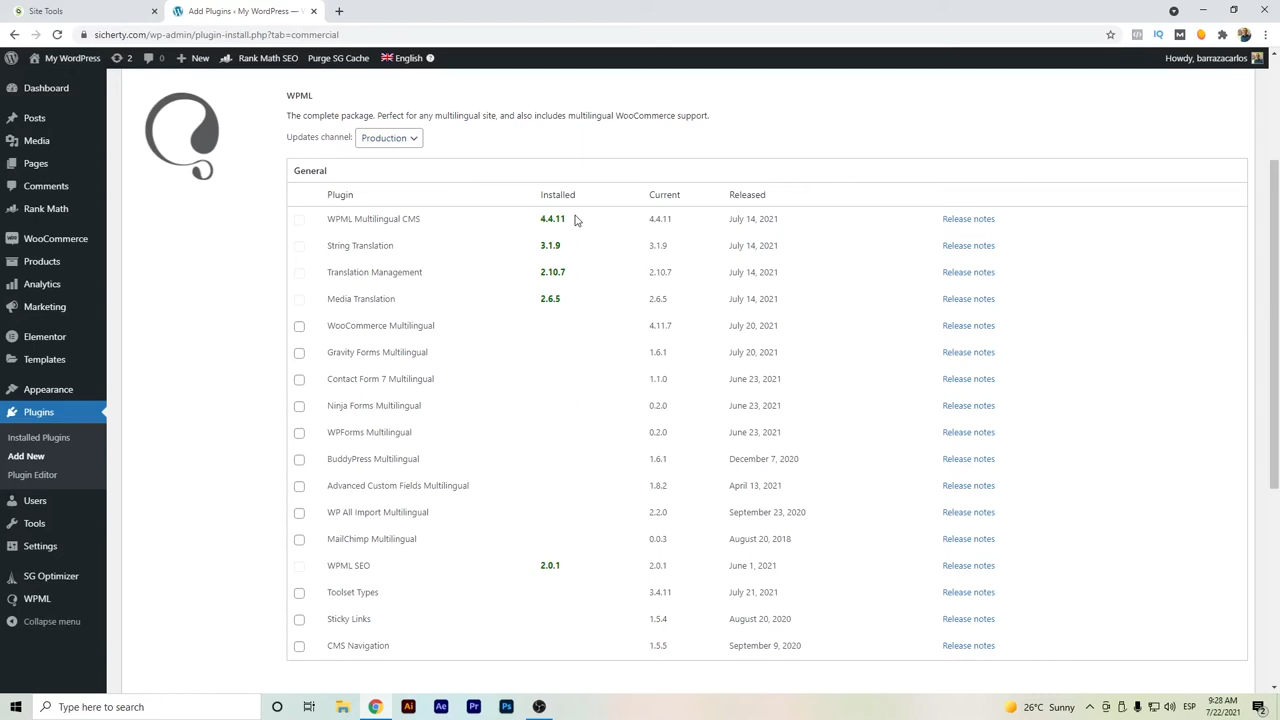 Site Tools
Add Plugins ‹ My WordPress —
sicherty.com/wp-admin/plugin-install.php?tab=commercial
My WordPress 2 0 New Rank Math SEO Purge SG Cache English
Howdy, barrazacarlos
Dashboard
Posts
Media
Pages
Comments
Rank Math
WooCommerce
Products
Analytics
Marketing
Elementor
Templates
Appearance
Plugins
Installed Plugins
Add New
Plugin Editor
Users
Tools
Settings
SG Optimizer
WPML
Collapse menu
WPML
The complete package. Perfect for any multilingual site, and also includes multilingual WooCommerce support.
Updates channel: Production
General
Plugin Installed Current Released
WPML Multilingual CMS 4.4.11 4.4.11 July 14, 2021 Release notes
String Translation 3.1.9 3.1.9 July 14, 2021 Release notes
Translation Management 2.10.7 2.10.7 July 14, 2021 Release notes
Media Translation 2.6.5 2.6.5 July 14, 2021 Release notes
WooCommerce Multilingual 4.11.7 July 20, 2021 Release notes
Gravity Forms Multilingual 1.6.1 July 20, 2021 Release notes
Contact Form 7 Multilingual 1.1.0 June 23, 2021 Release notes
Ninja Forms Multilingual 0.2.0 June 23, 2021 Release notes
WPForms Multilingual 0.2.0 June 23, 2021 Release notes
BuddyPress Multilingual 1.6.1 December 7, 2020 Release notes
Advanced Custom Fields Multilingual 1.8.2 April 13, 2021 Release notes
WP All Import Multilingual 2.2.0 September 23, 2020 Release notes
MailChimp Multilingual 0.0.3 August 20, 2018 Release notes
WPML SEO 2.0.1 2.0.1 June 1, 2021 Release notes
Toolset Types 3.4.11 July 21, 2021 Release notes
Sticky Links 1.5.4 August 20, 2020 Release notes
CMS Navigation 1.5.5 September 9, 2020 Release notes
Type here to search
Ai Ae Pr Ps
26°C Sunny
ESP
9:28 AM
7/22/2021
2